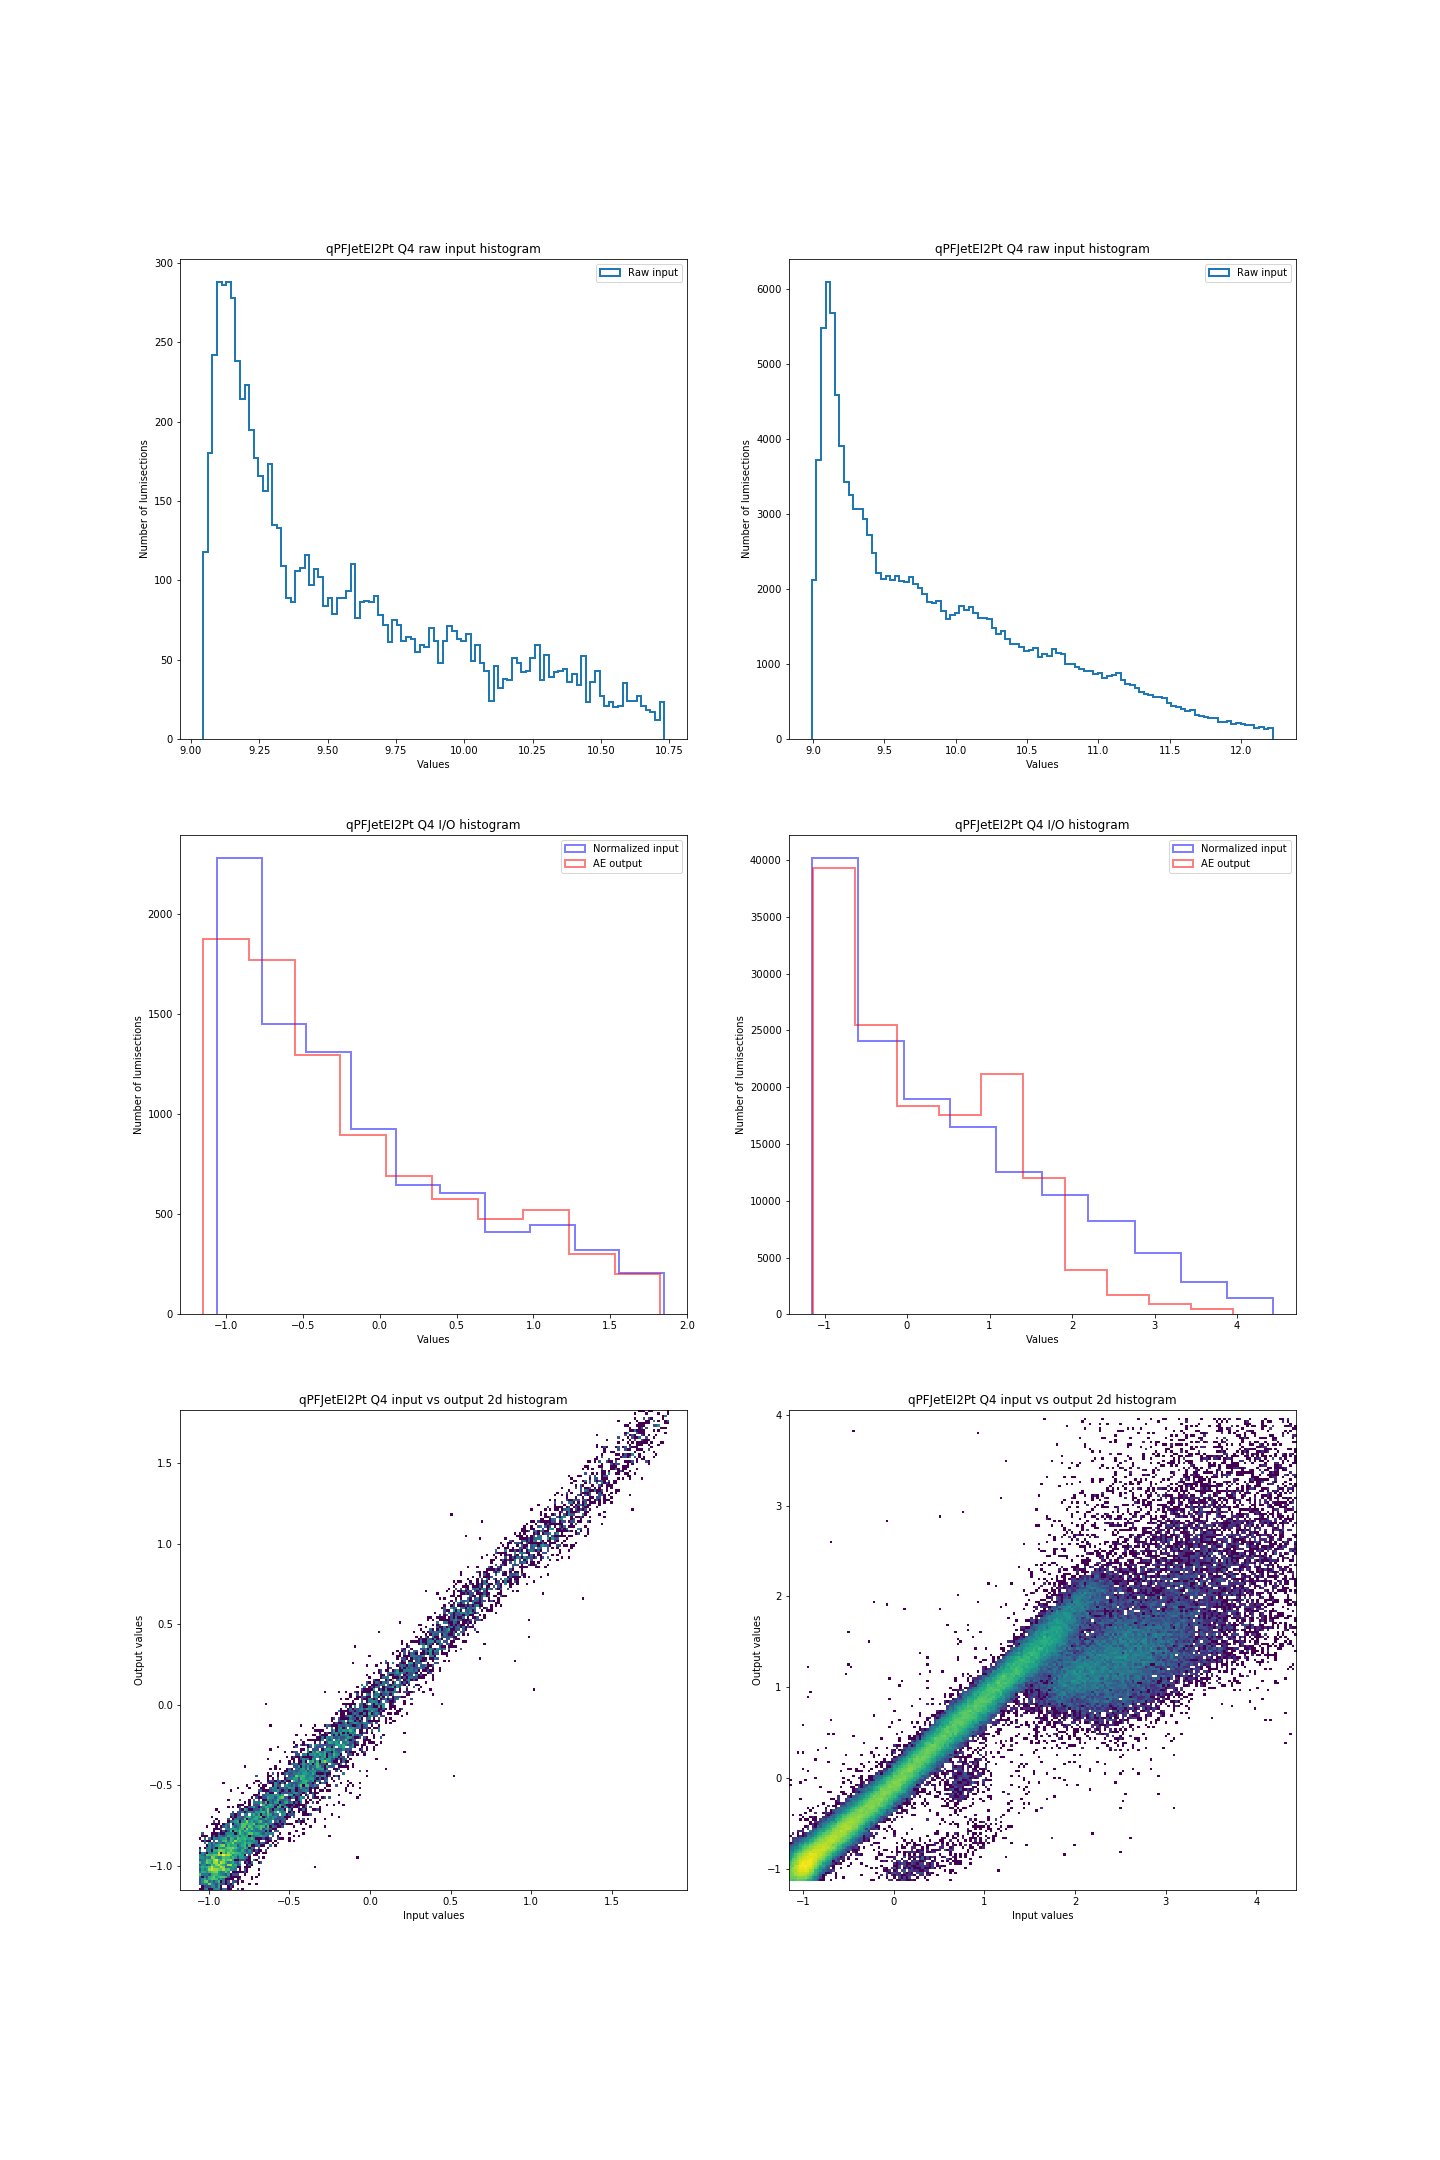 qPFJetEI2Pt Q4 raw input histogram
Raw input
300
250
200
150
100
50
0
Number of lumisections
9.00 9.25 9.50 9.75 10.00 10.25 10.50 10.75
Values
qPFJetEI2Pt Q4 raw input histogram
Raw input
6000
5000
4000
3000
2000
1000
0
Number of lumisections
9.0 9.5 10.0 10.5 11.0 11.5 12.0
Values
qPFJetEI2Pt Q4 I/O histogram
Normalized input
AE output
2000
1500
1000
500
0
Number of lumisections
−1.0 −0.5 0.0 0.5 1.0 1.5 2.0
Values
qPFJetEI2Pt Q4 I/O histogram
Normalized input
AE output
40000
35000
30000
25000
20000
15000
10000
5000
0
Number of lumisections
−1 0 1 2 3 4
Values
qPFJetEI2Pt Q4 input vs output 2d histogram
1.5
1.0
0.5
0.0
−0.5
−1.0
Output values
−1.0 −0.5 0.0 0.5 1.0 1.5
Input values
qPFJetEI2Pt Q4 input vs output 2d histogram
4
3
2
1
0
−1
Output values
−1 0 1 2 3 4
Input values